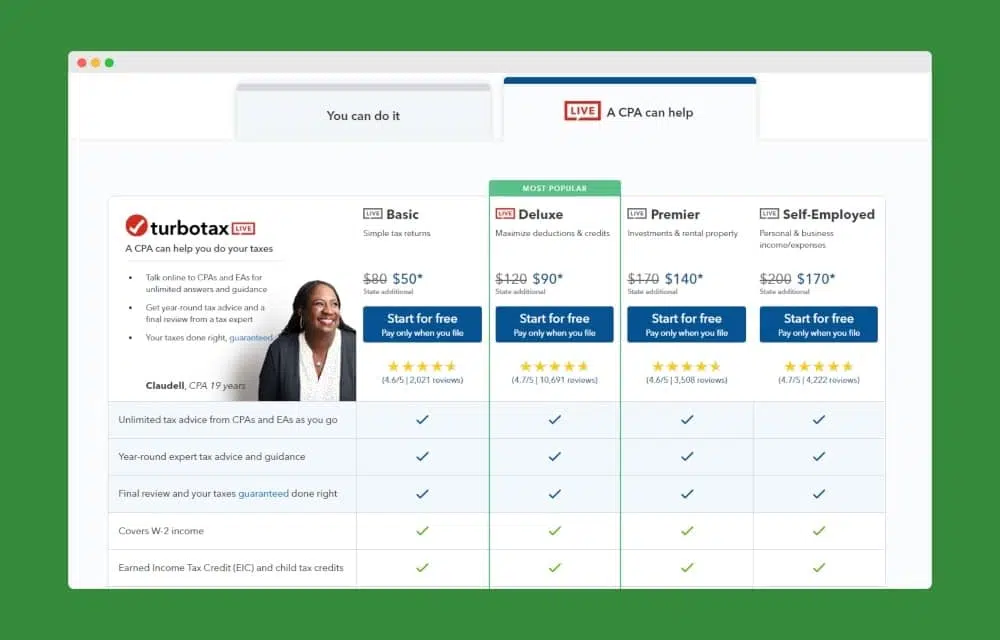 You can do it
LIVE A CPA can help
MOST POPULAR
turbotax LIVE
A CPA can help you do your taxes
Talk online to CPAs and EAs for
unlimited answers and guidance
Get year-round tax advice and a
final review from a tax expert
Your taxes done right, guaranteed
Claudell, CPA 19 years
LIVE Basic
Simple tax returns
$80 $50*
State additional
Start for free
Pay only when you file
(4.6/5 | 2,021 reviews)
LIVE Deluxe
Maximize deductions & credits
$120 $90*
State additional
Start for free
Pay only when you file
(4.7/5 | 10,691 reviews)
LIVE Premier
Investments & rental property
$170 $140*
State additional
Start for free
Pay only when you file
(4.6/5 | 3,508 reviews)
LIVE Self-Employed
Personal & business
income/expenses
$200 $170*
State additional
Start for free
Pay only when you file
(4.7/5 | 4,222 reviews)
Unlimited tax advice from CPAs and EAs as you go
Year-round expert tax advice and guidance
Final review and your taxes guaranteed done right
Covers W-2 income
Earned Income Tax Credit (EIC) and child tax credits